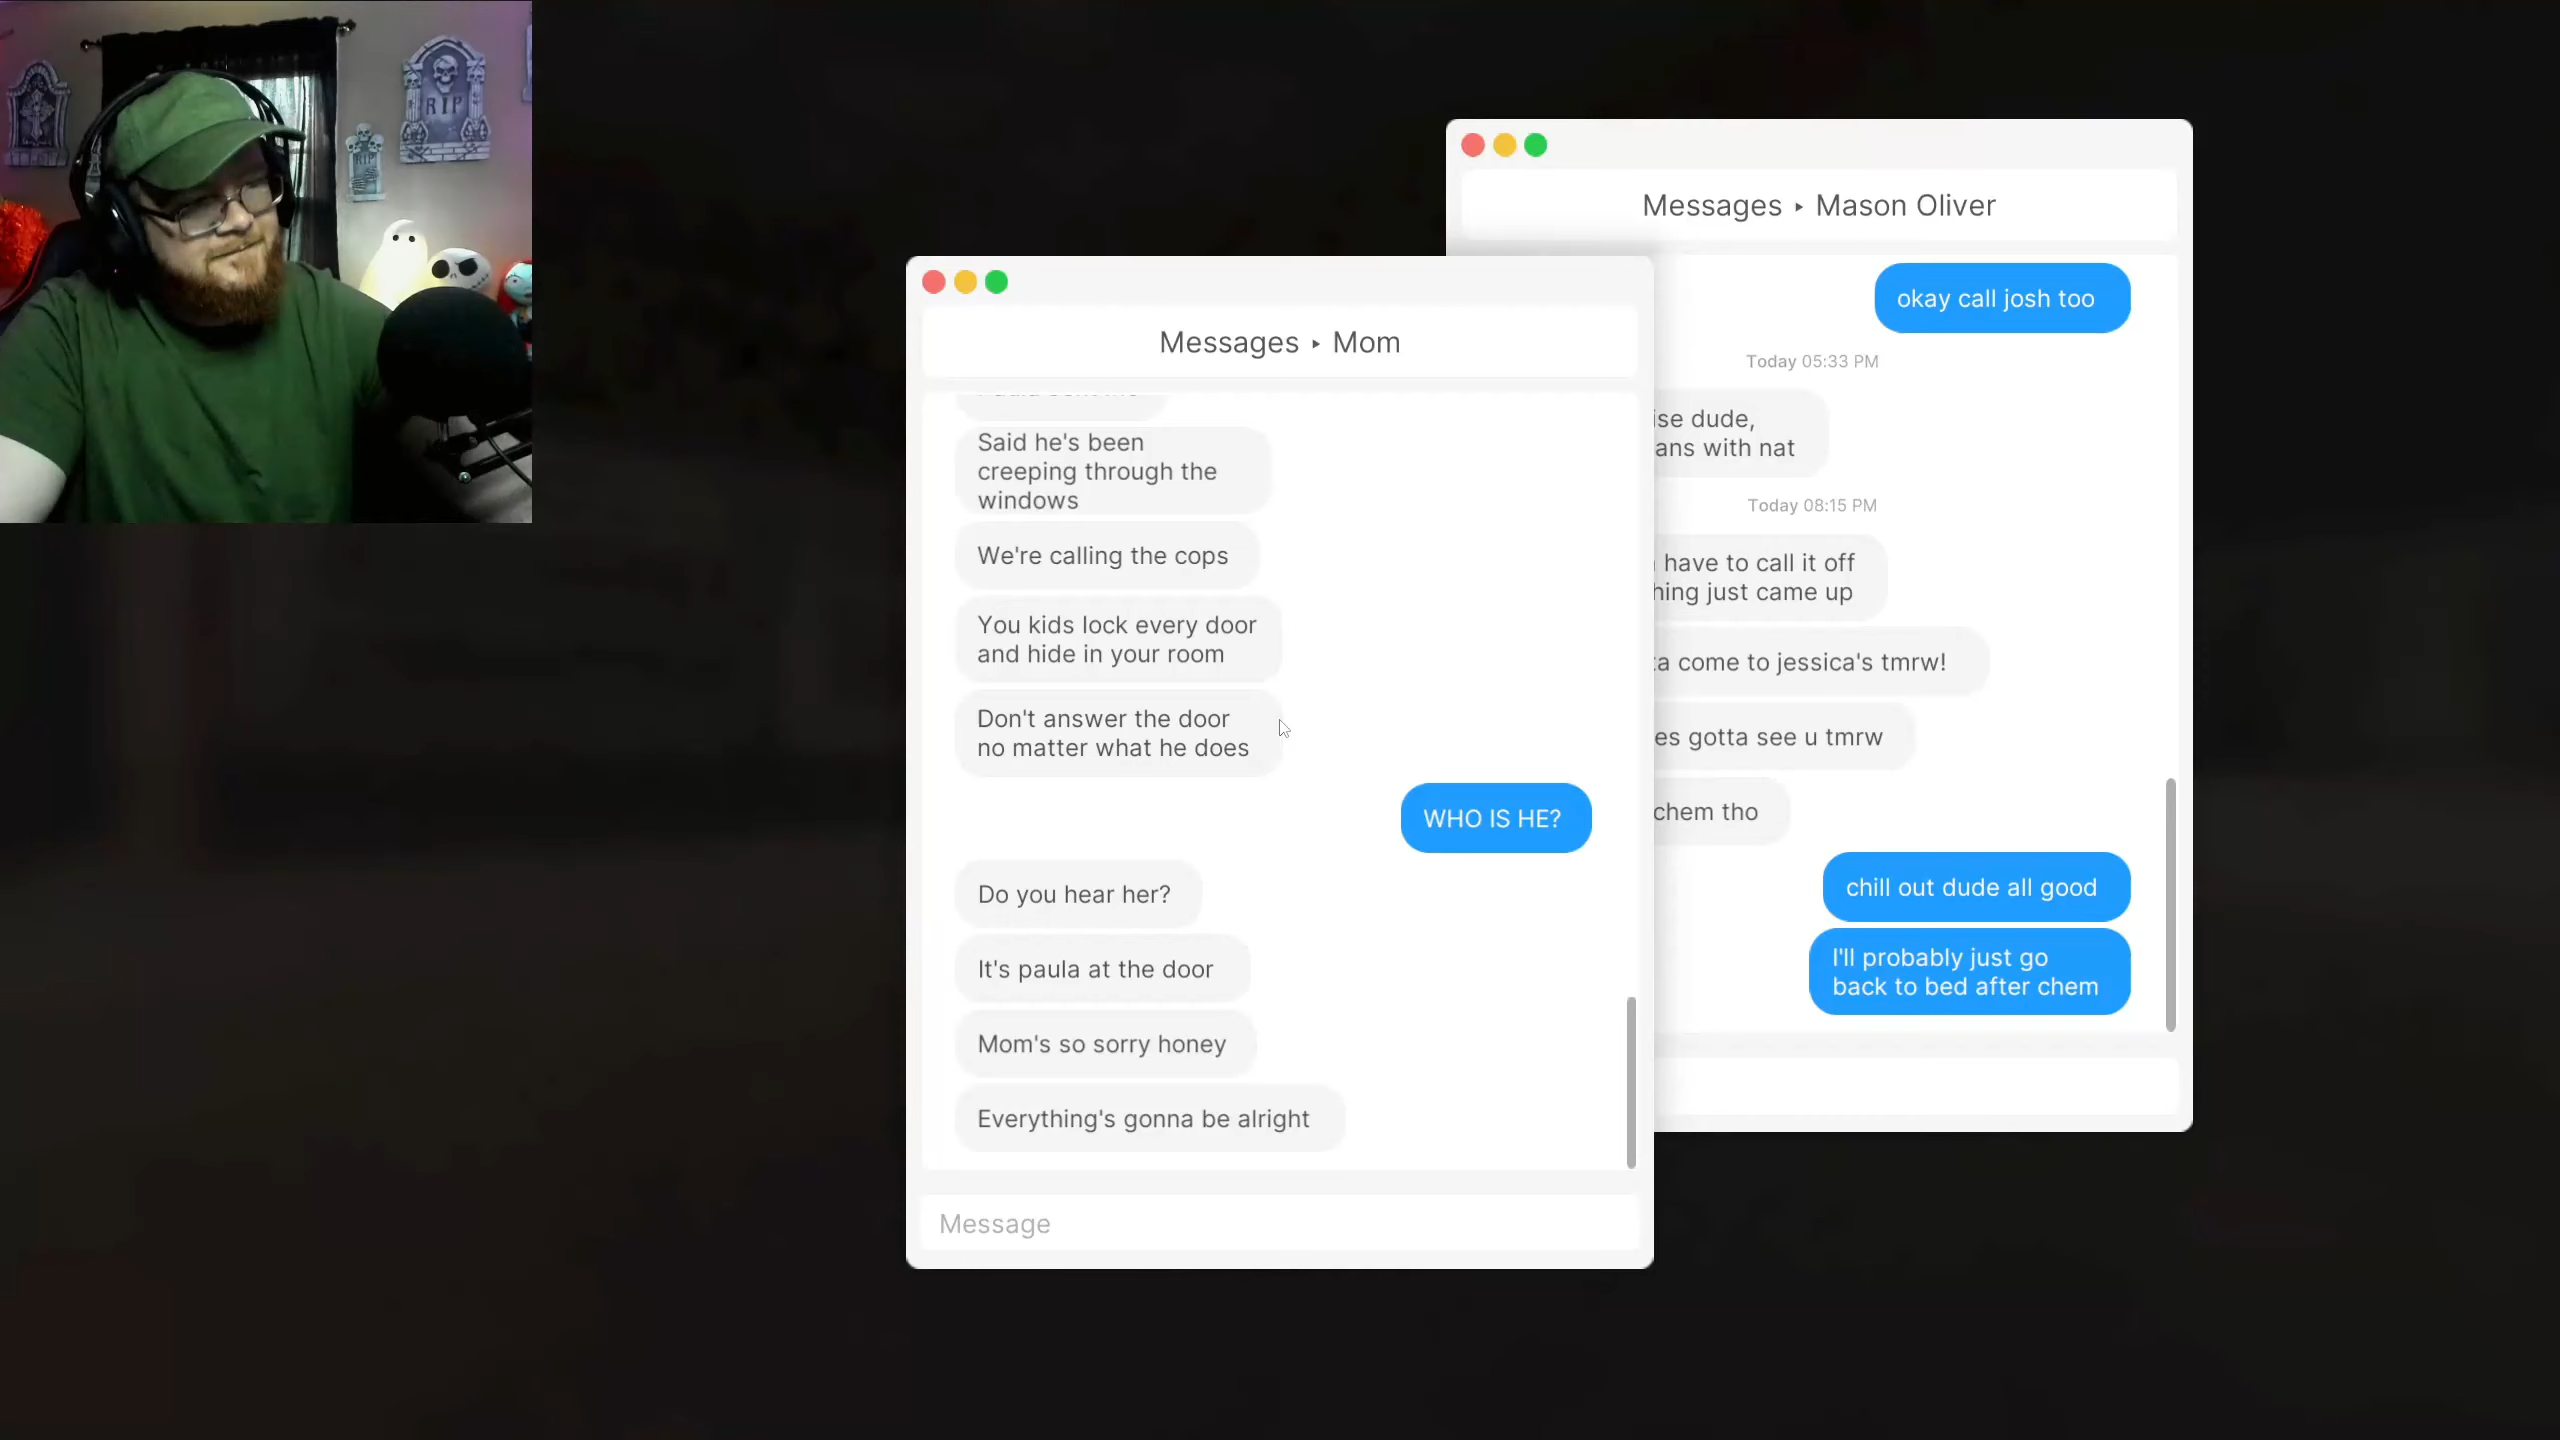 RIP
RIP
Messages ▸ Mason Oliver
okay call josh too
Today 05:33 PM
ise dude,
ans with nat
Today 08:15 PM
have to call it off
hing just came up
a come to jessica's tmrw!
es gotta see u tmrw
chem tho
chill out dude all good
I'll probably just go
back to bed after chem
Messages ▸ Mom
Said he's been
creeping through the
windows
We're calling the cops
You kids lock every door
and hide in your room
Don't answer the door
no matter what he does
WHO IS HE?
Do you hear her?
It's paula at the door
Mom's so sorry honey
Everything's gonna be alright
Message